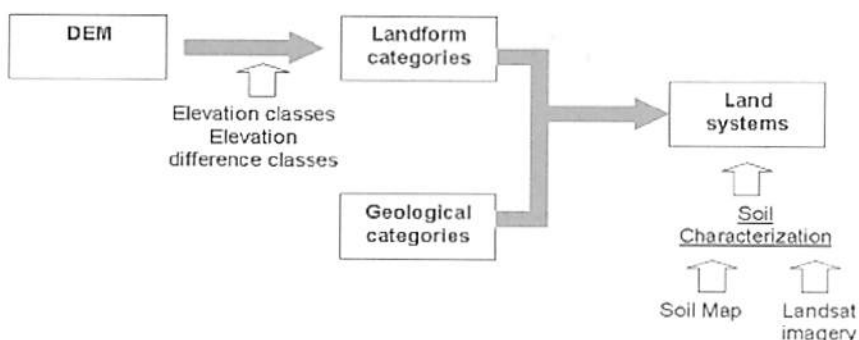 DEM
Landform
categories
Elevation classes
Elevation
difference classes
Land
systems
Geological
categories
Soil
Characterization
Soil Map
Landsat
imagery